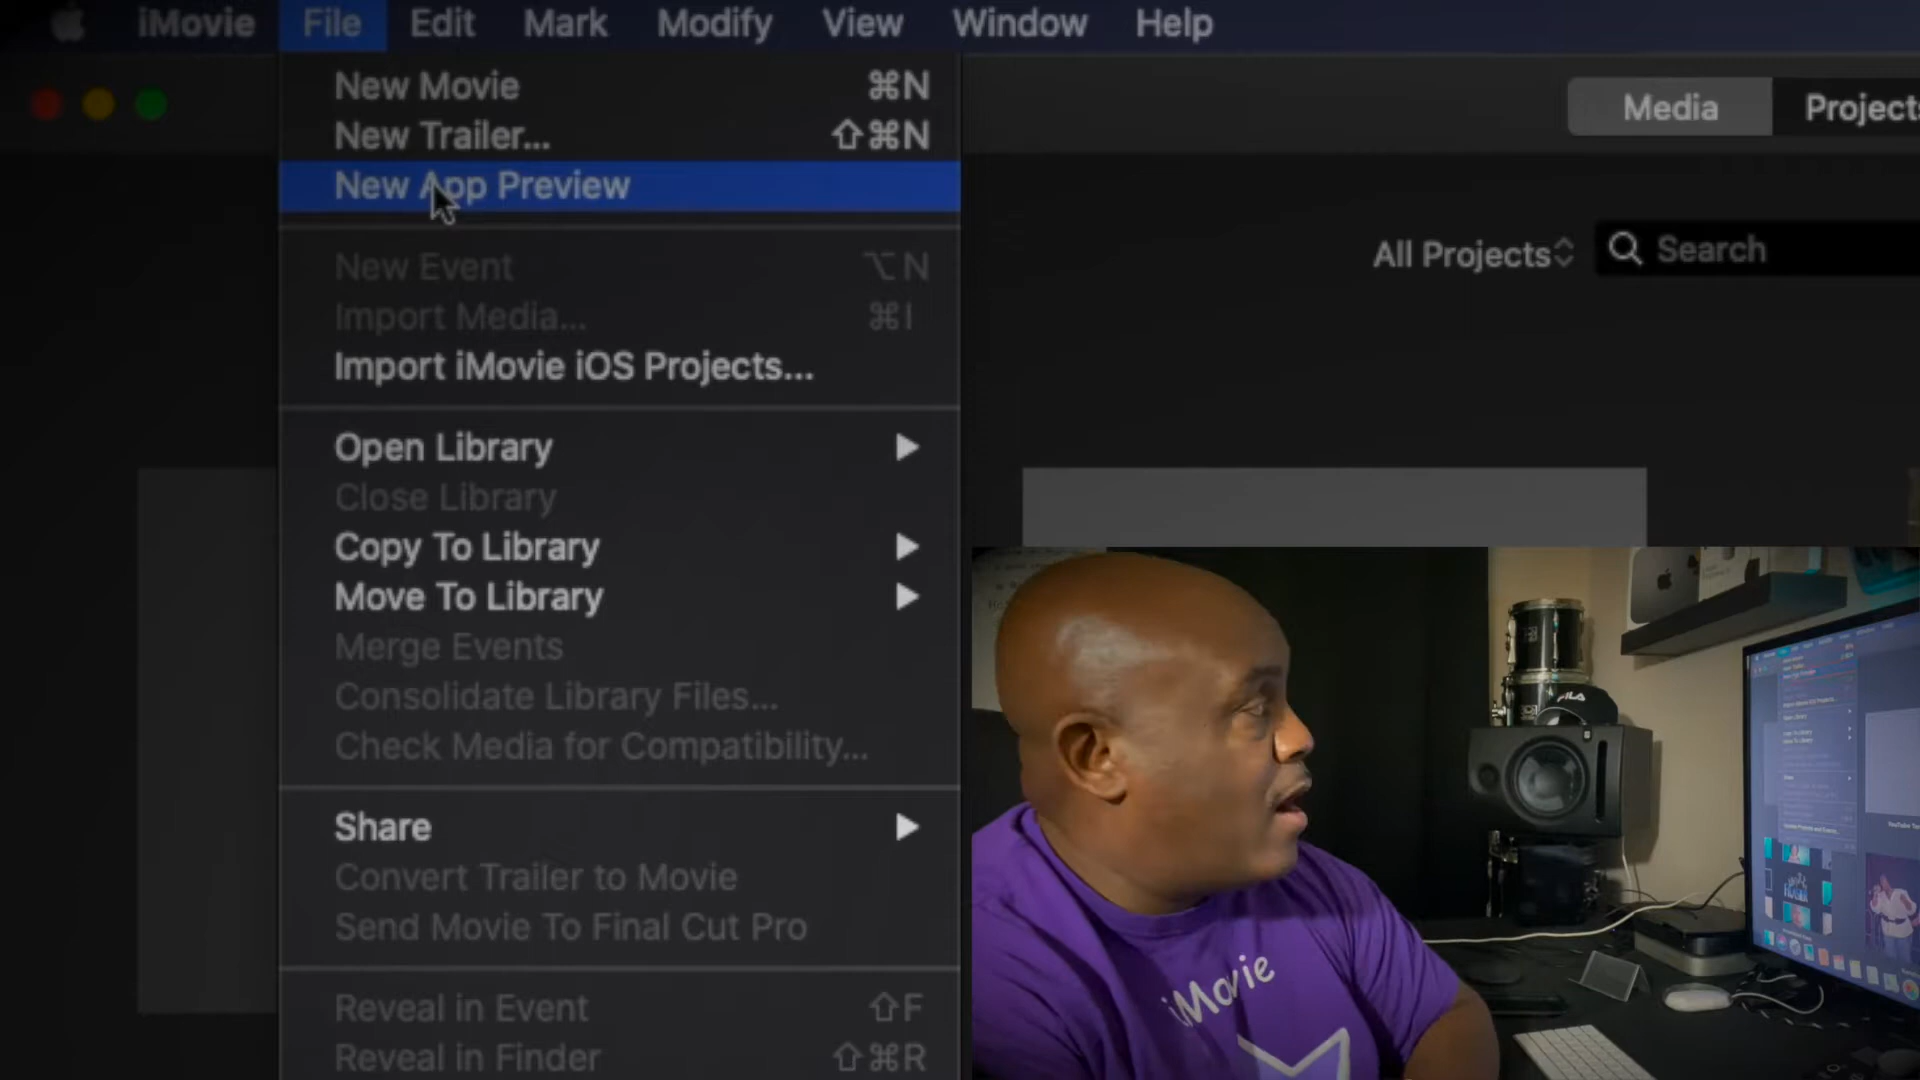 iMovie File Edit Mark Modify View Window Help
New Movie ⌘N
New Trailer... ⇧⌘N
New App Preview
New Event ⌥N
Import Media... ⌘I
Import iMovie iOS Projects...
Open Library
Close Library
Copy To Library
Move To Library
Merge Events
Consolidate Library Files...
Check Media for Compatibility...
Share
Convert Trailer to Movie
Send Movie To Final Cut Pro
Reveal in Event ⇧F
Reveal in Finder ⇧⌘R
Media Projects
All Projects Search
FILA
iMovie